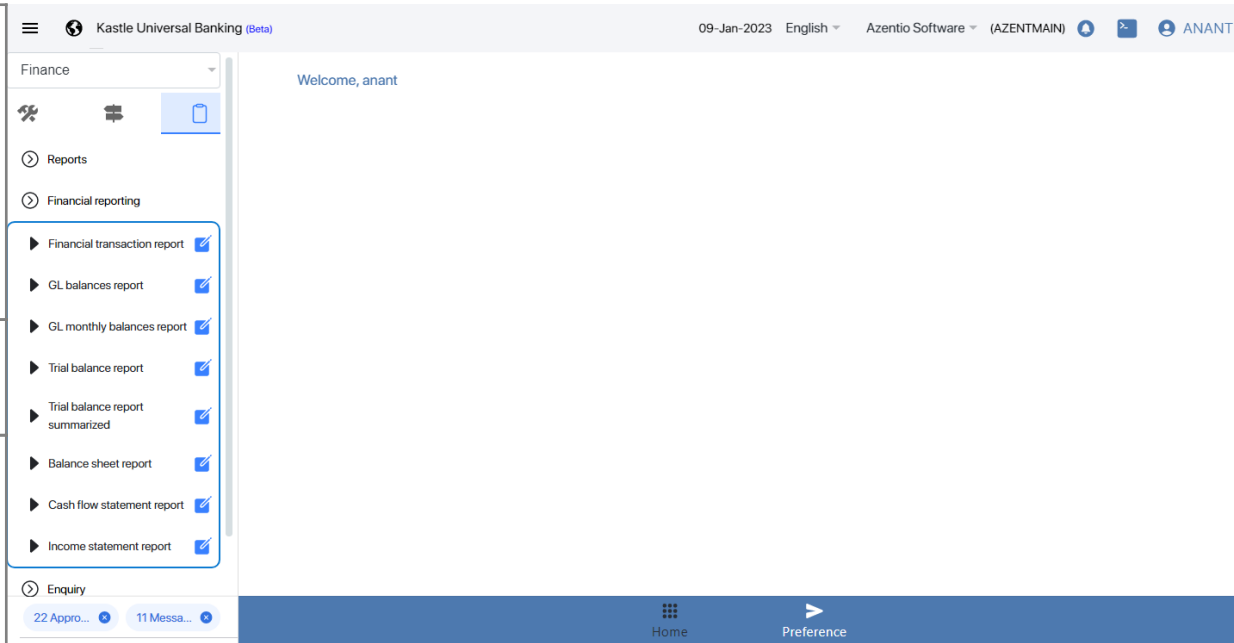 Kastle Universal Banking (Beta)
09-Jan-2023 English Azentio Software (AZENTMAIN) ANANT
Finance
Welcome, anant
Reports
Financial reporting
Financial transaction report
GL balances report
GL monthly balances report
Trial balance report
Trial balance report
summarized
Balance sheet report
Cash flow statement report
Income statement report
Enquiry
22 Appro... 11 Messa...
Home Preference